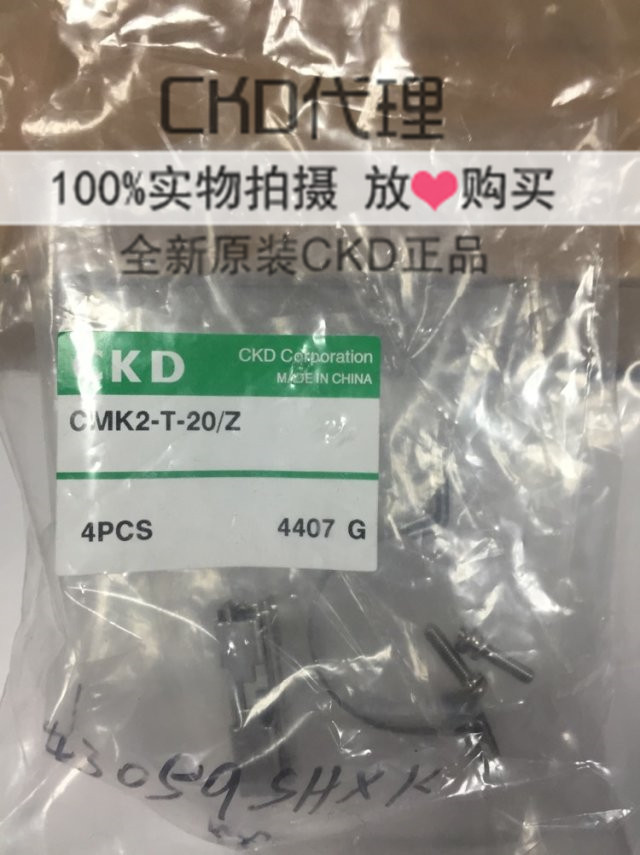 CKD代理
100%实物拍摄 放❤购买
全新原装CKD正品
CKD CKD Corporation
MADE IN CHINA
CMK2-T-20/Z
4PCS 4407 G